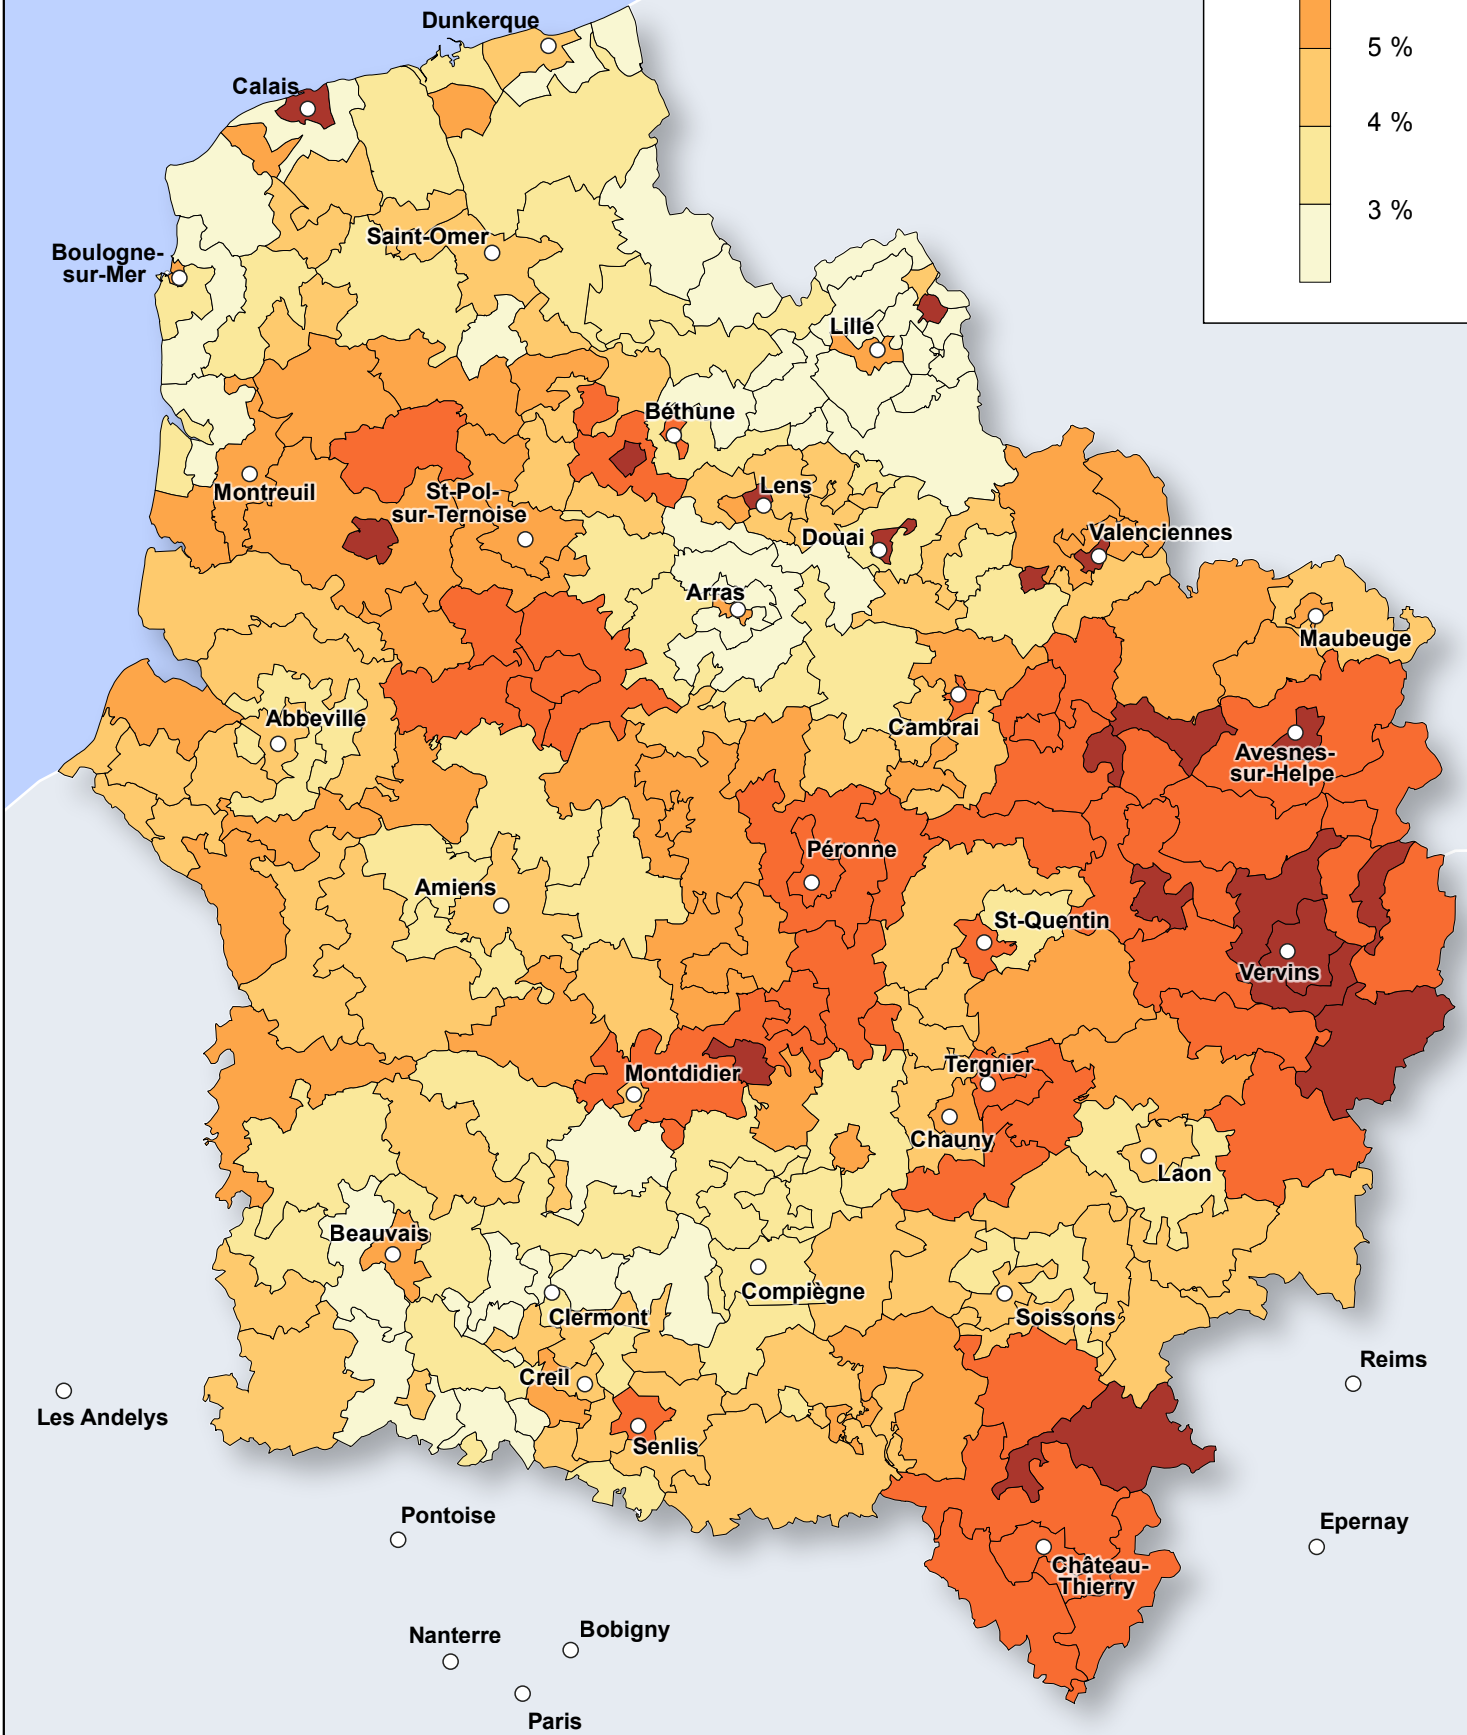 Dunkerque
5 %
Calais
4 %
3 %
Saint-Omer
Boulogne-
sur-Mer
Lille
Béthune
Montreuil
St-Pol-
sur-Ternoise
Lens
Douai
Valenciennes
Arras
Maubeuge
Abbeville
Cambrai
Avesnes-
sur-Helpe
Péronne
Amiens
St-Quentin
Vervins
Montdidier
Tergnier
Chauny
Laon
Beauvais
Compiègne
Clermont
Soissons
Reims
Creil
Les Andelys
Senlis
Pontoise
Epernay
Château-
Thierry
Nanterre
Bobigny
Paris